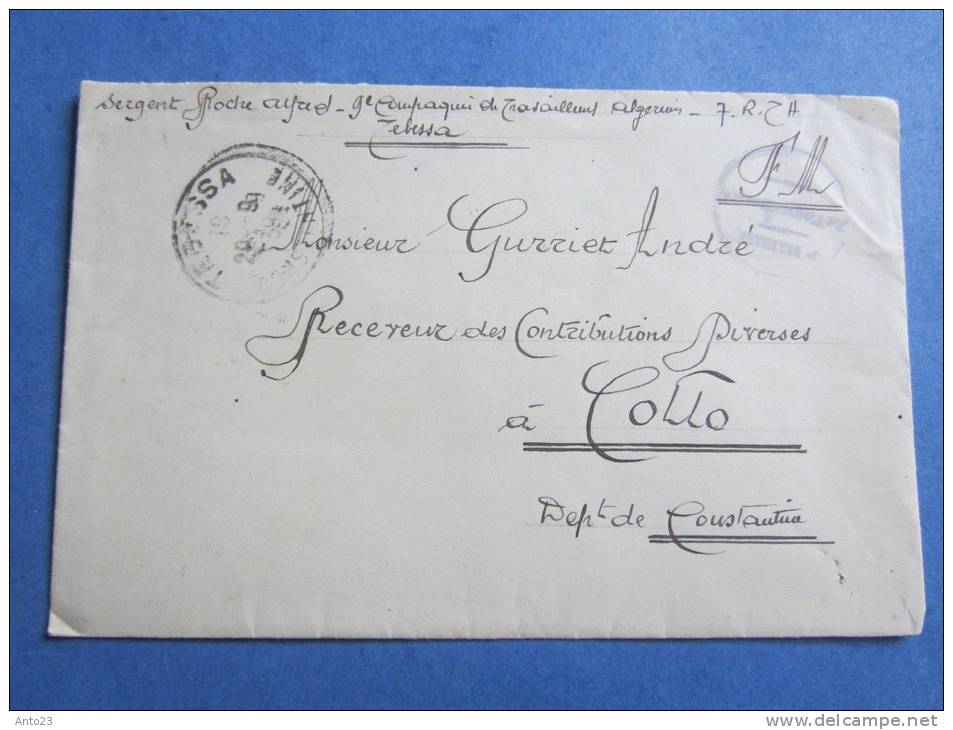 Sergent Roche Alfred - 9e Compagnie de Travailleurs Algeriens - 7. R. T. A
Tebessa
F M
TEBESSA
Monsieur Gurriet André
Receveur des Contributions Diverses
à Collo
Dept de Constantine
Anto23
www.delcampe.net